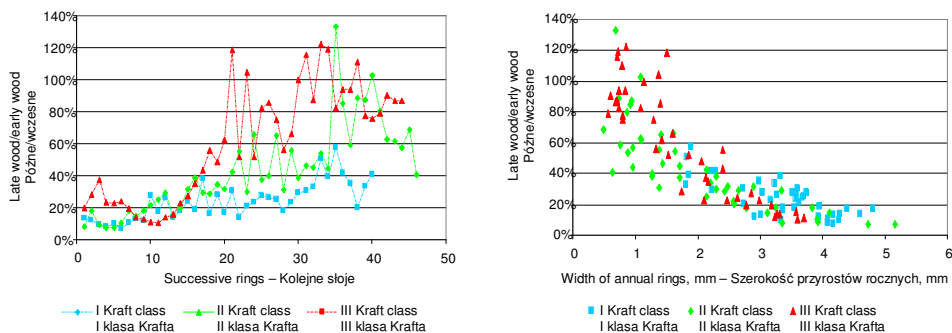 Late wood/early wood
Późne/wczesne
140%
120%
100%
80%
60%
40%
20%
0%
0 10 20 30 40 50
Successive rings – Kolejne słoje
I Kraft class II Kraft class III Kraft class
I klasa Krafta II klasa Krafta III klasa Krafta
Late wood/early wood
Późne/wczesne
140%
120%
100%
80%
60%
40%
20%
0%
0 1 2 3 4 5 6
Width of annual rings, mm – Szerokość przyrostów rocznych, mm
I Kraft class II Kraft class III Kraft class
I klasa Krafta II klasa Krafta III klasa Krafta